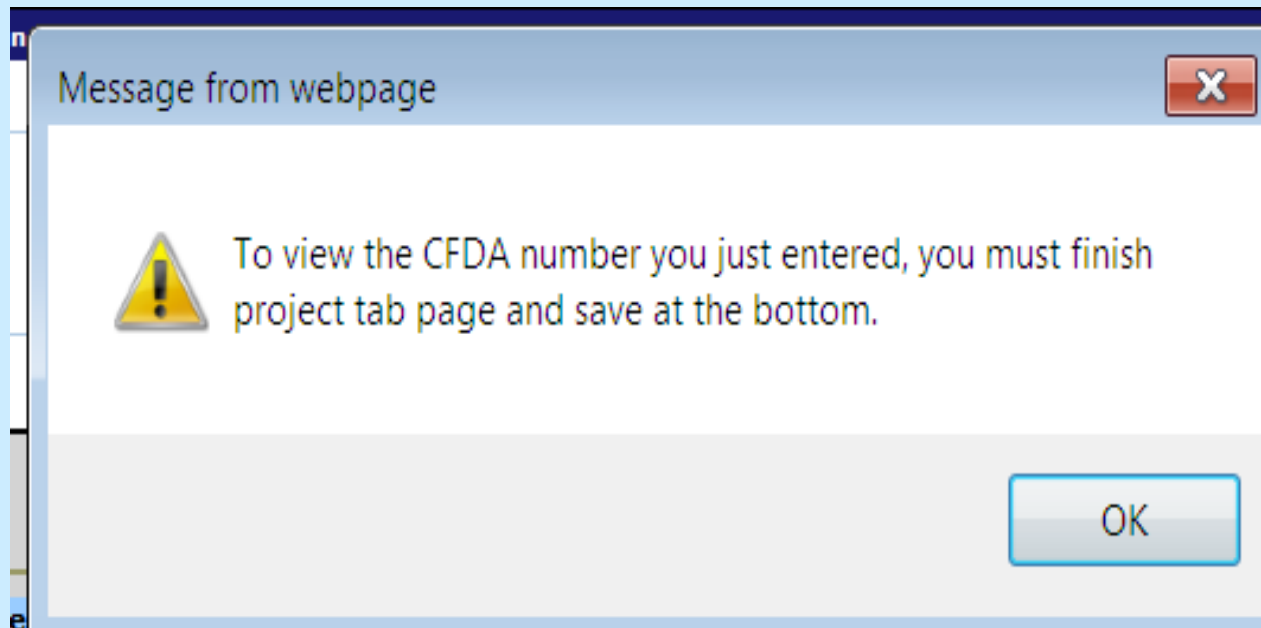 n
Message from webpage
To view the CFDA number you just entered, you must finish
project tab page and save at the bottom.
OK
e